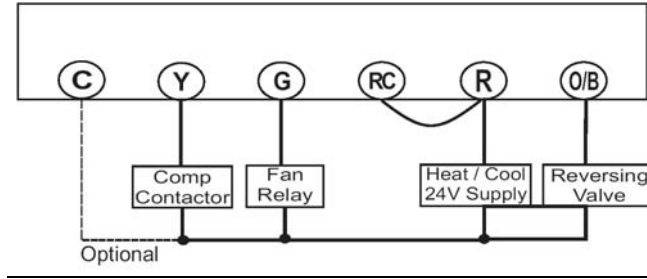 C Y G RC R O/B
Comp
Contactor
Fan
Relay
Heat / Cool
24V Supply
Reversing
Valve
Optional